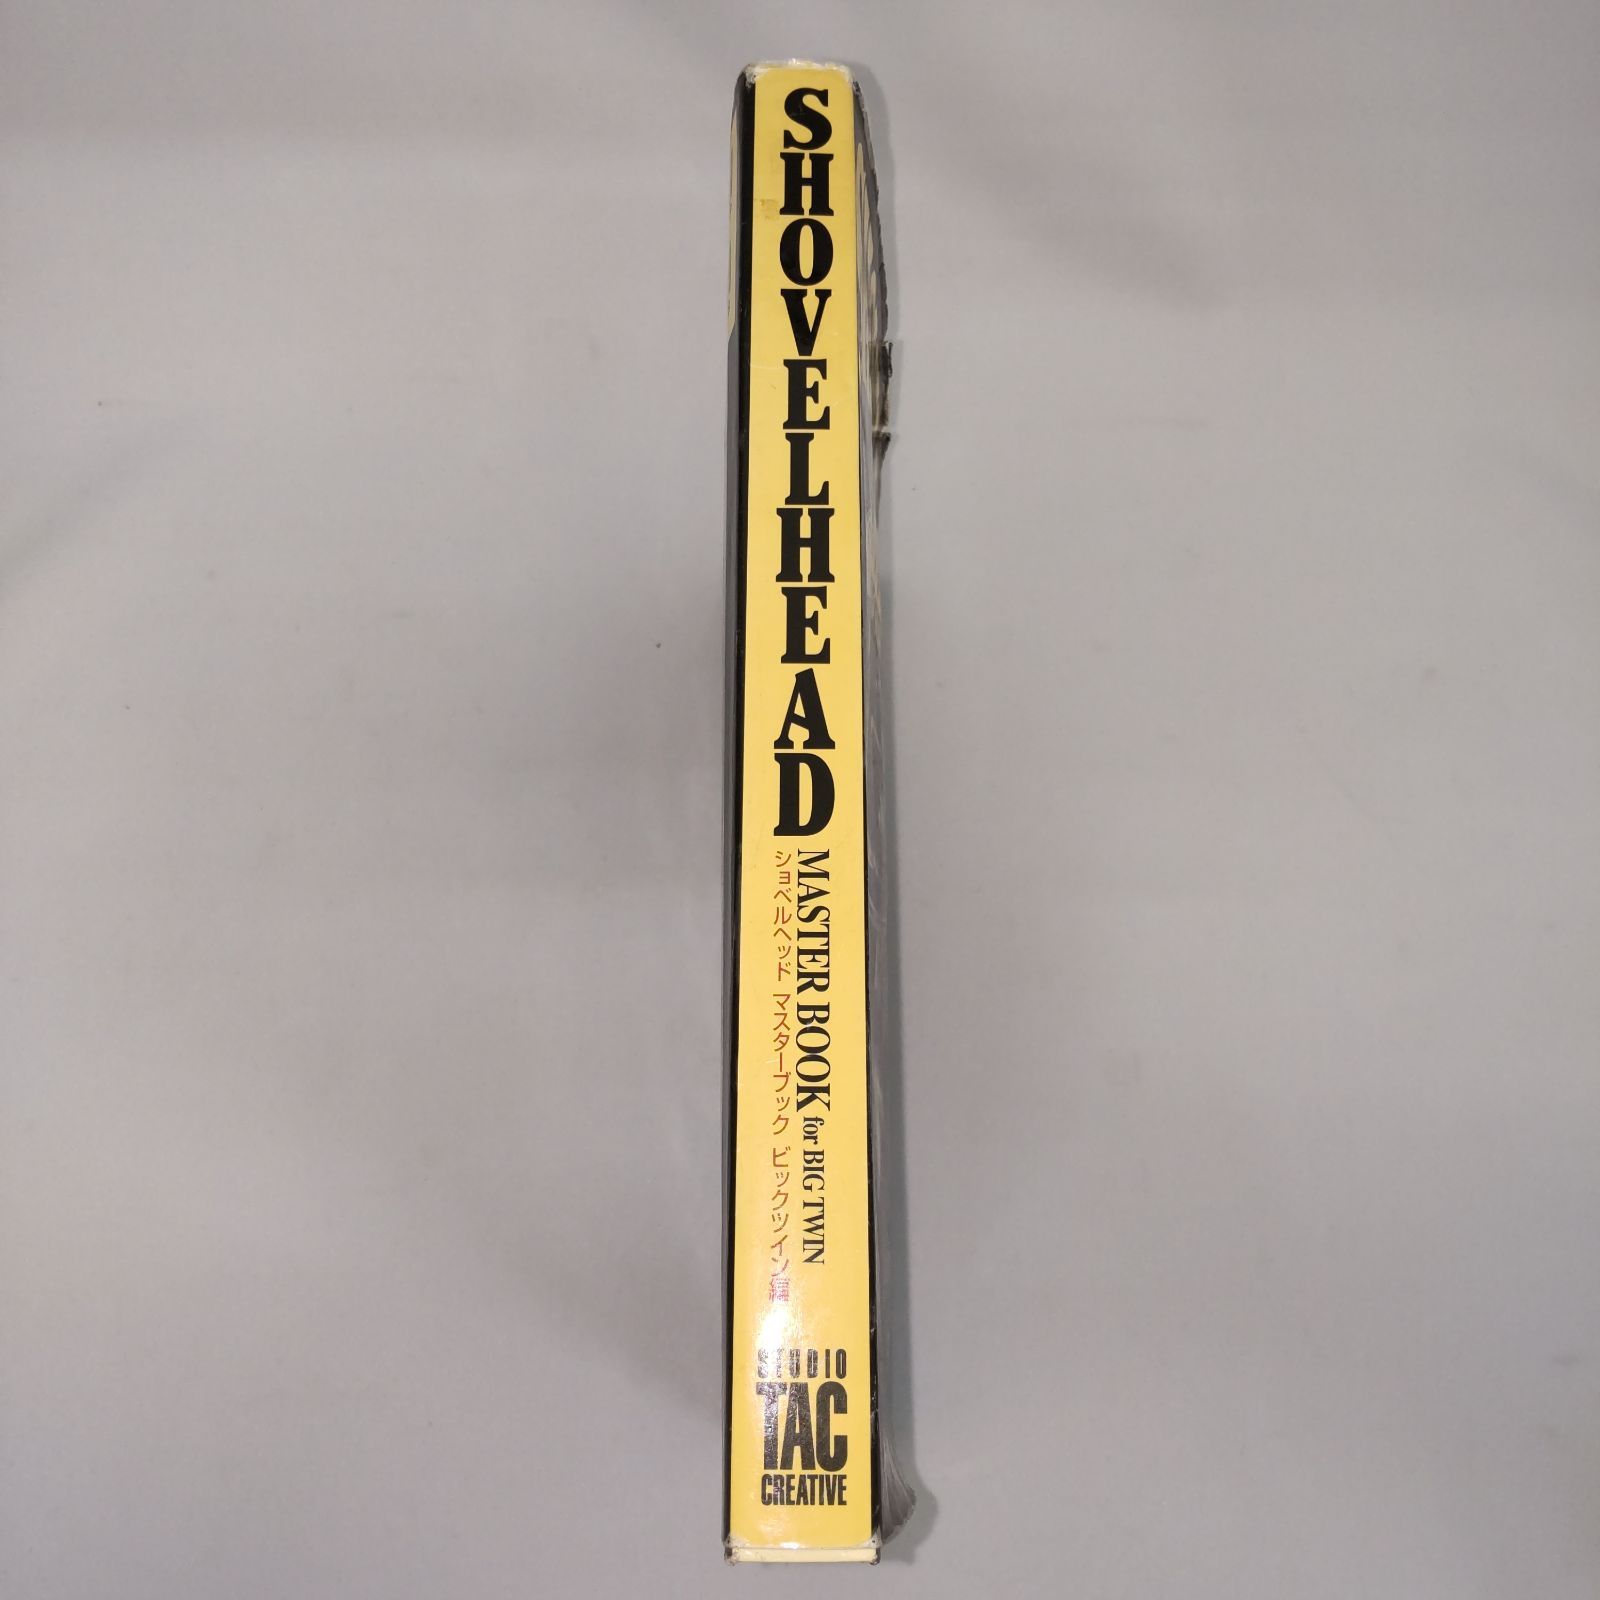 SHOVELHEAD
MASTER BOOK for BIG TWIN
ショベルヘッド マスターブック ビックツイン編
STUDIO
TAC
CREATIVE